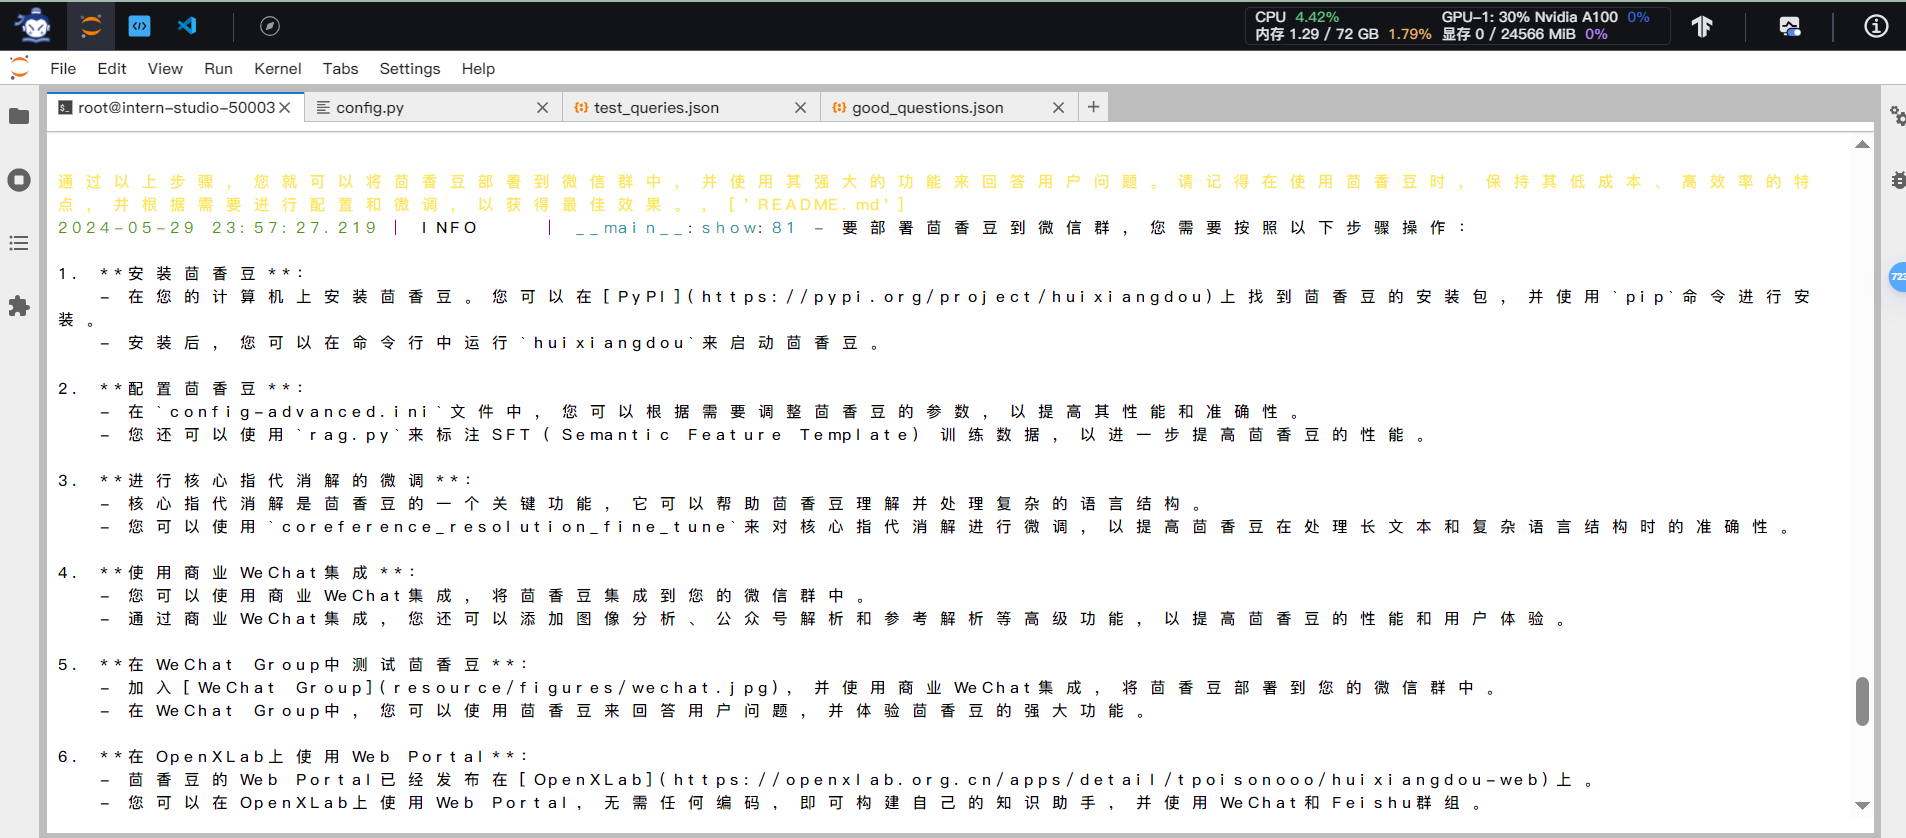 CPU 4.42% GPU-1: 30% Nvidia A100 0%
内存 1.29 / 72 GB 1.79% 显存 0 / 24566 MiB 0%
File Edit View Run Kernel Tabs Settings Help
root@intern-studio-50003 config.py test_queries.json good_questions.json
通过以上步骤，您就可以将茴香豆部署到微信群中，并使用其强大的功能来回答用户问题。请记得在使用茴香豆时，保持其低成本、高效率的特
点，并根据需要进行配置和微调，以获得最佳效果。, ['README.md']
2024-05-29 23:57:27.219 | INFO | __main__:show:81 - 要部署茴香豆到微信群，您需要按照以下步骤操作：
1. **安装茴香豆**：
- 在您的计算机上安装茴香豆。您可以在[PyPI](https://pypi.org/project/huixiangdou)上找到茴香豆的安装包，并使用`pip`命令进行安
装。
- 安装后，您可以在命令行中运行`huixiangdou`来启动茴香豆。
2. **配置茴香豆**：
- 在`config-advanced.ini`文件中，您可以根据需要调整茴香豆的参数，以提高其性能和准确性。
- 您还可以使用`rag.py`来标注SFT（Semantic Feature Template）训练数据，以进一步提高茴香豆的性能。
3. **进行核心指代消解的微调**：
- 核心指代消解是茴香豆的一个关键功能，它可以帮助茴香豆理解并处理复杂的语言结构。
- 您可以使用`coreference_resolution_fine_tune`来对核心指代消解进行微调，以提高茴香豆在处理长文本和复杂语言结构时的准确性。
4. **使用商业WeChat集成**：
- 您可以使用商业WeChat集成，将茴香豆集成到您的微信群中。
- 通过商业WeChat集成，您还可以添加图像分析、公众号解析和参考解析等高级功能，以提高茴香豆的性能和用户体验。
5. **在WeChat Group中测试茴香豆**：
- 加入[WeChat Group](resource/figures/wechat.jpg)，并使用商业WeChat集成，将茴香豆部署到您的微信群中。
- 在WeChat Group中，您可以使用茴香豆来回答用户问题，并体验茴香豆的强大功能。
6. **在OpenXLab上使用Web Portal**：
- 茴香豆的Web Portal已经发布在[OpenXLab](https://openxlab.org.cn/apps/detail/tpoisonooo/huixiangdou-web)上。
- 您可以在OpenXLab上使用Web Portal，无需任何编码，即可构建自己的知识助手，并使用WeChat和Feishu群组。